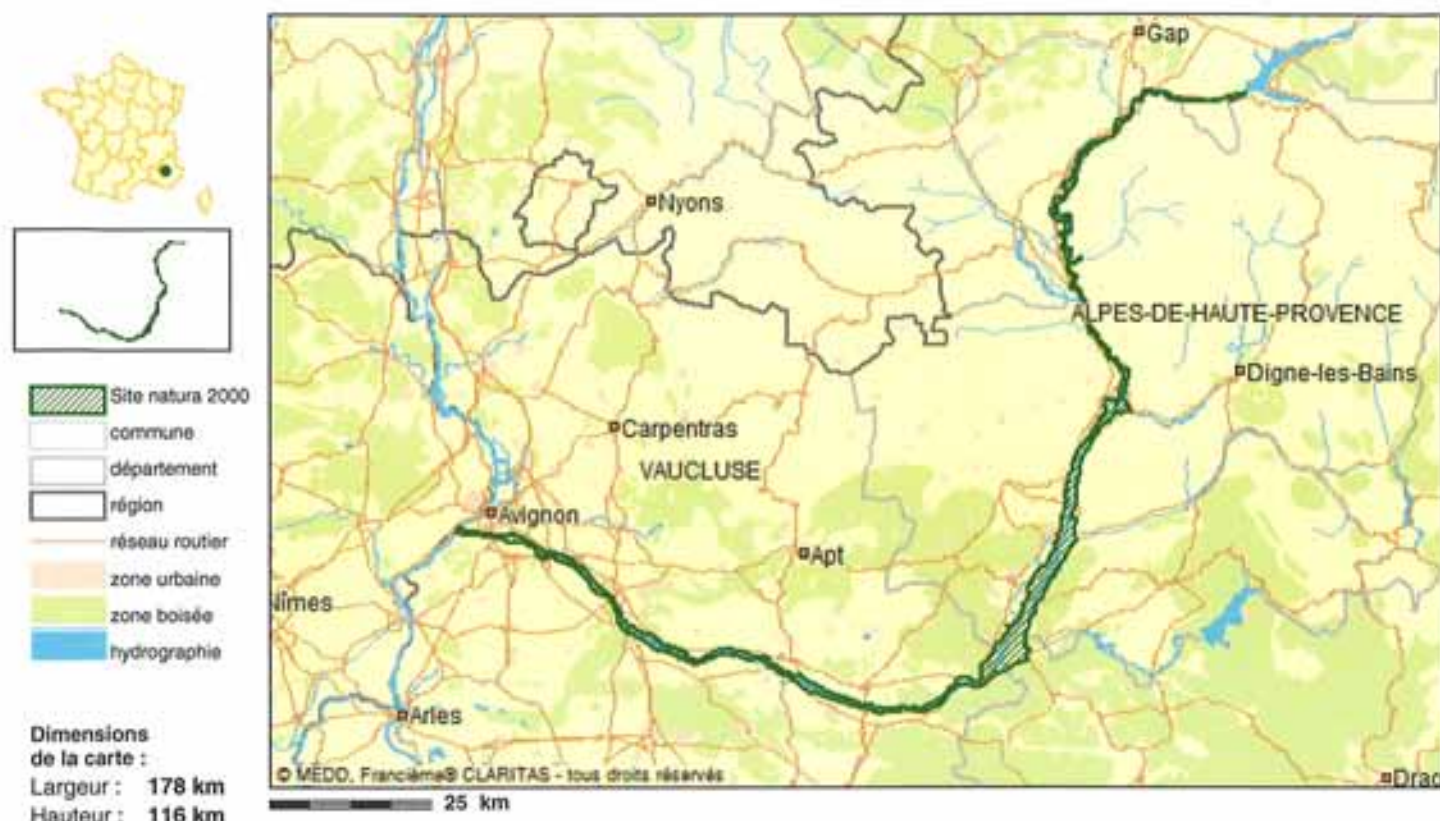 Gap
Nyons
ALPES-DE-HAUTE-PROVENCE
Digne-les-Bains
Carpentras
VAUCLUSE
Avignon
Apt
Nîmes
Arles
Drag
© MEDD, Francième® CLARITAS - tous droits réservés
25 km
Site natura 2000
commune
département
région
réseau routier
zone urbaine
zone boisée
hydrographie
Dimensions
de la carte :
Largeur : 178 km
Hauteur : 116 km